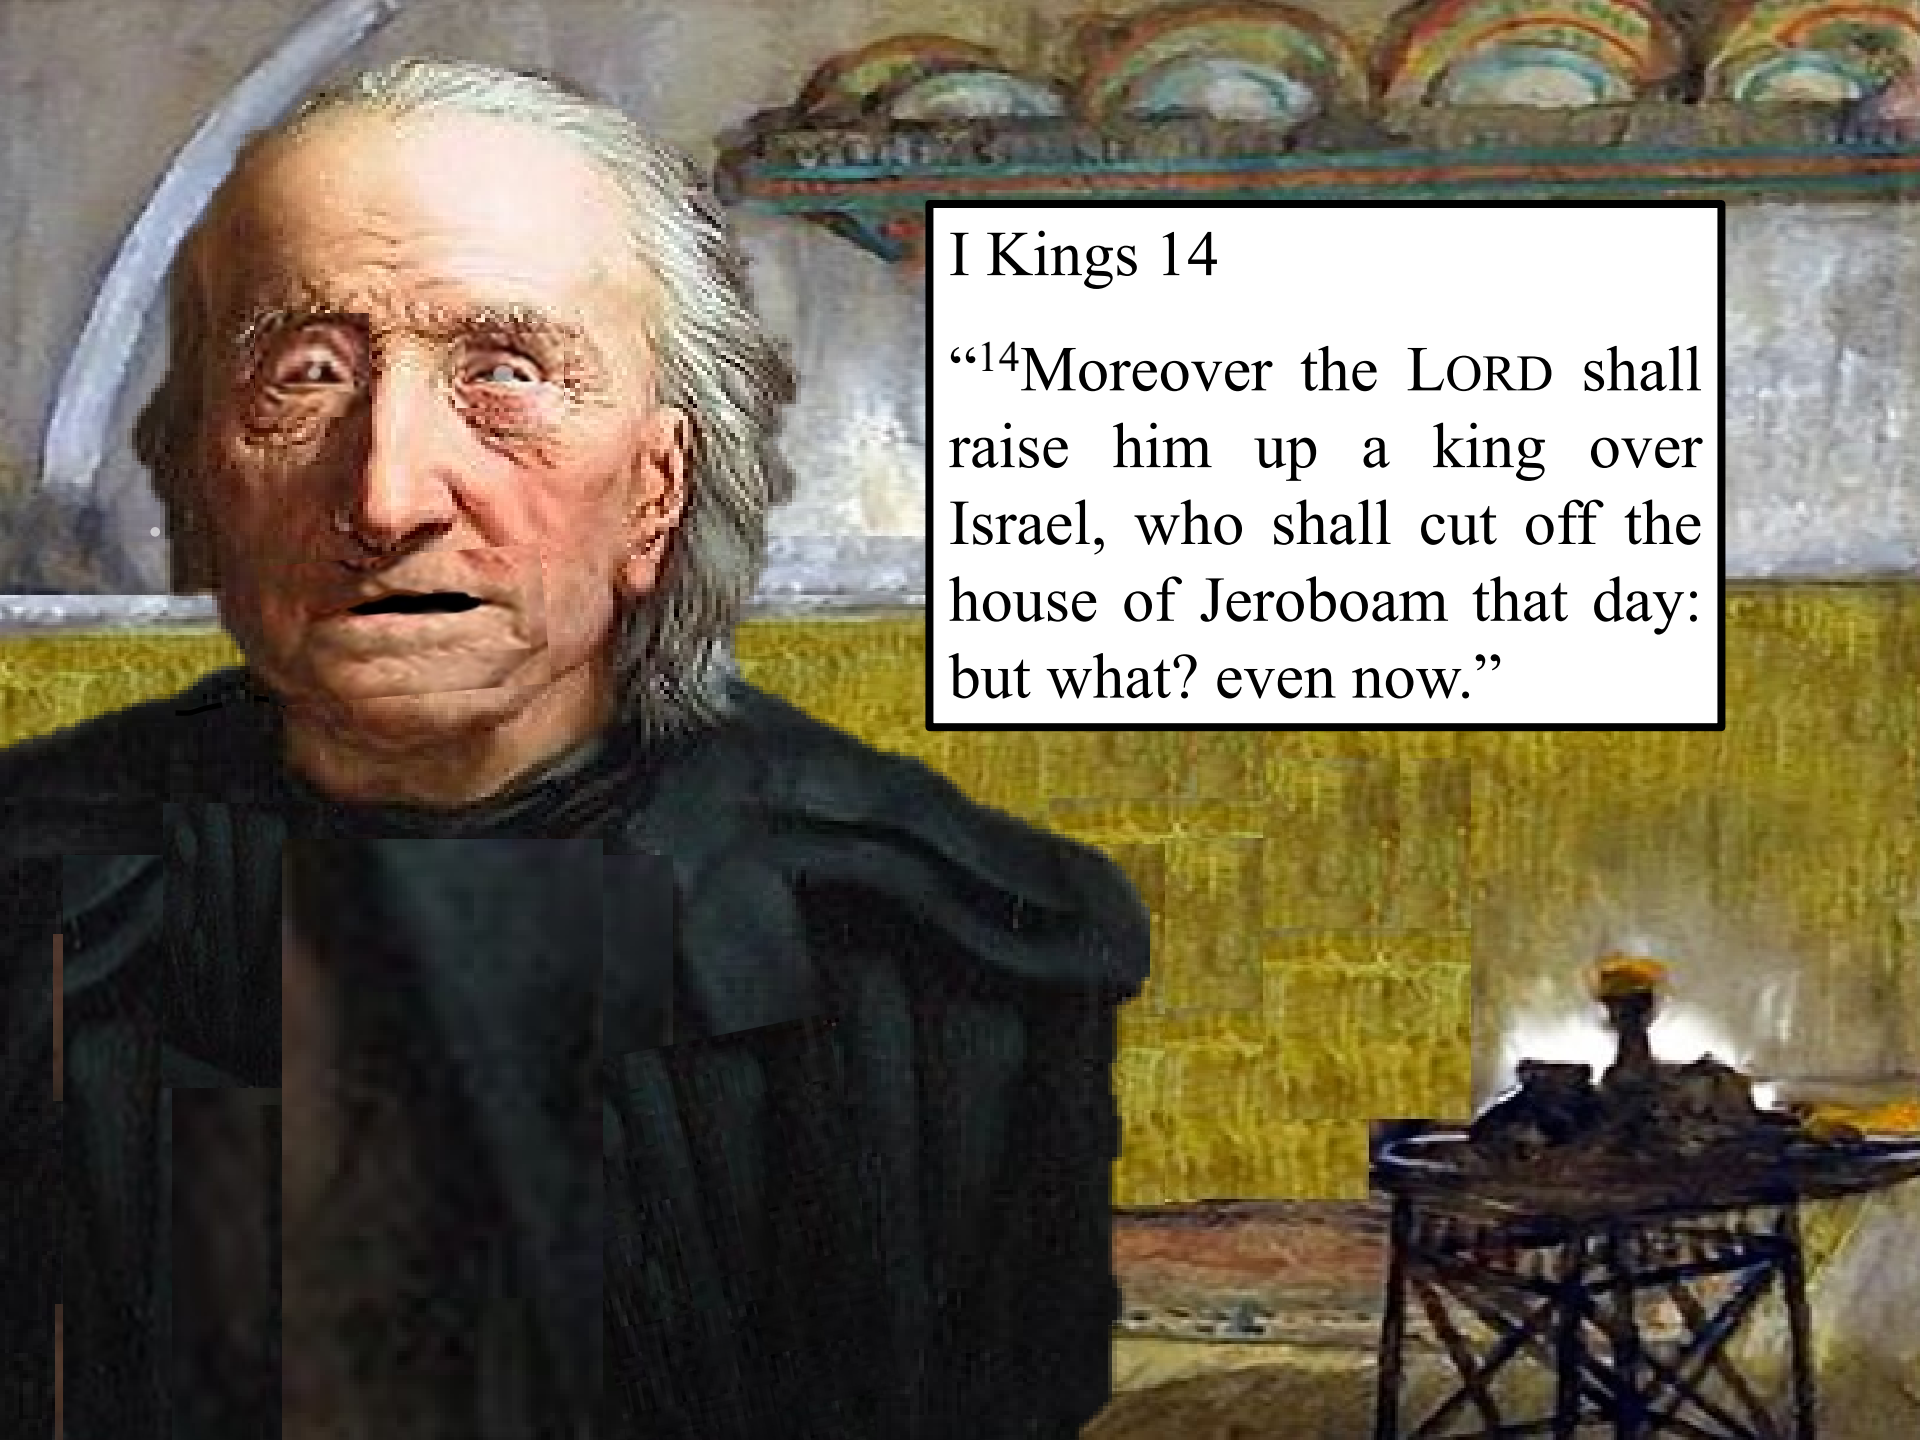 I Kings 14
“14Moreover the LORD shall
raise him up a king over
Israel, who shall cut off the
house of Jeroboam that day:
but what? even now.”